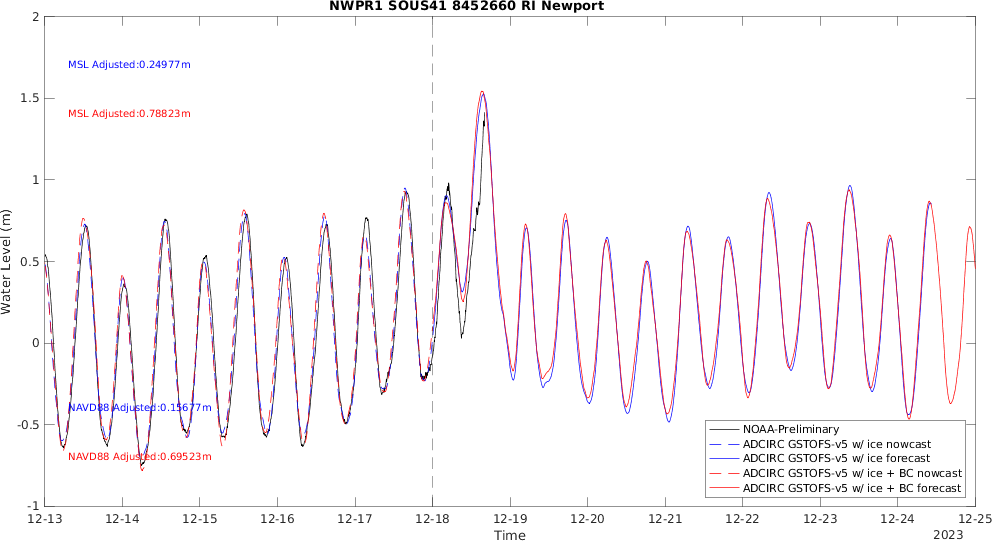 NWPR1 SOUS41 8452660 RI Newport
2
1.5
1
0.5
0
-0.5
-1
Water Level (m)
MSL Adjusted:0.24977m
MSL Adjusted:0.78823m
NAVD88 Adjusted:0.15677m
NAVD88 Adjusted:0.69523m
NOAA-Preliminary
ADCIRC GSTOFS-v5 w/ ice nowcast
ADCIRC GSTOFS-v5 w/ ice forecast
ADCIRC GSTOFS-v5 w/ ice + BC nowcast
ADCIRC GSTOFS-v5 w/ ice + BC forecast
12-13 12-14 12-15 12-16 12-17 12-18 12-19 12-20 12-21 12-22 12-23 12-24 12-25
Time
2023